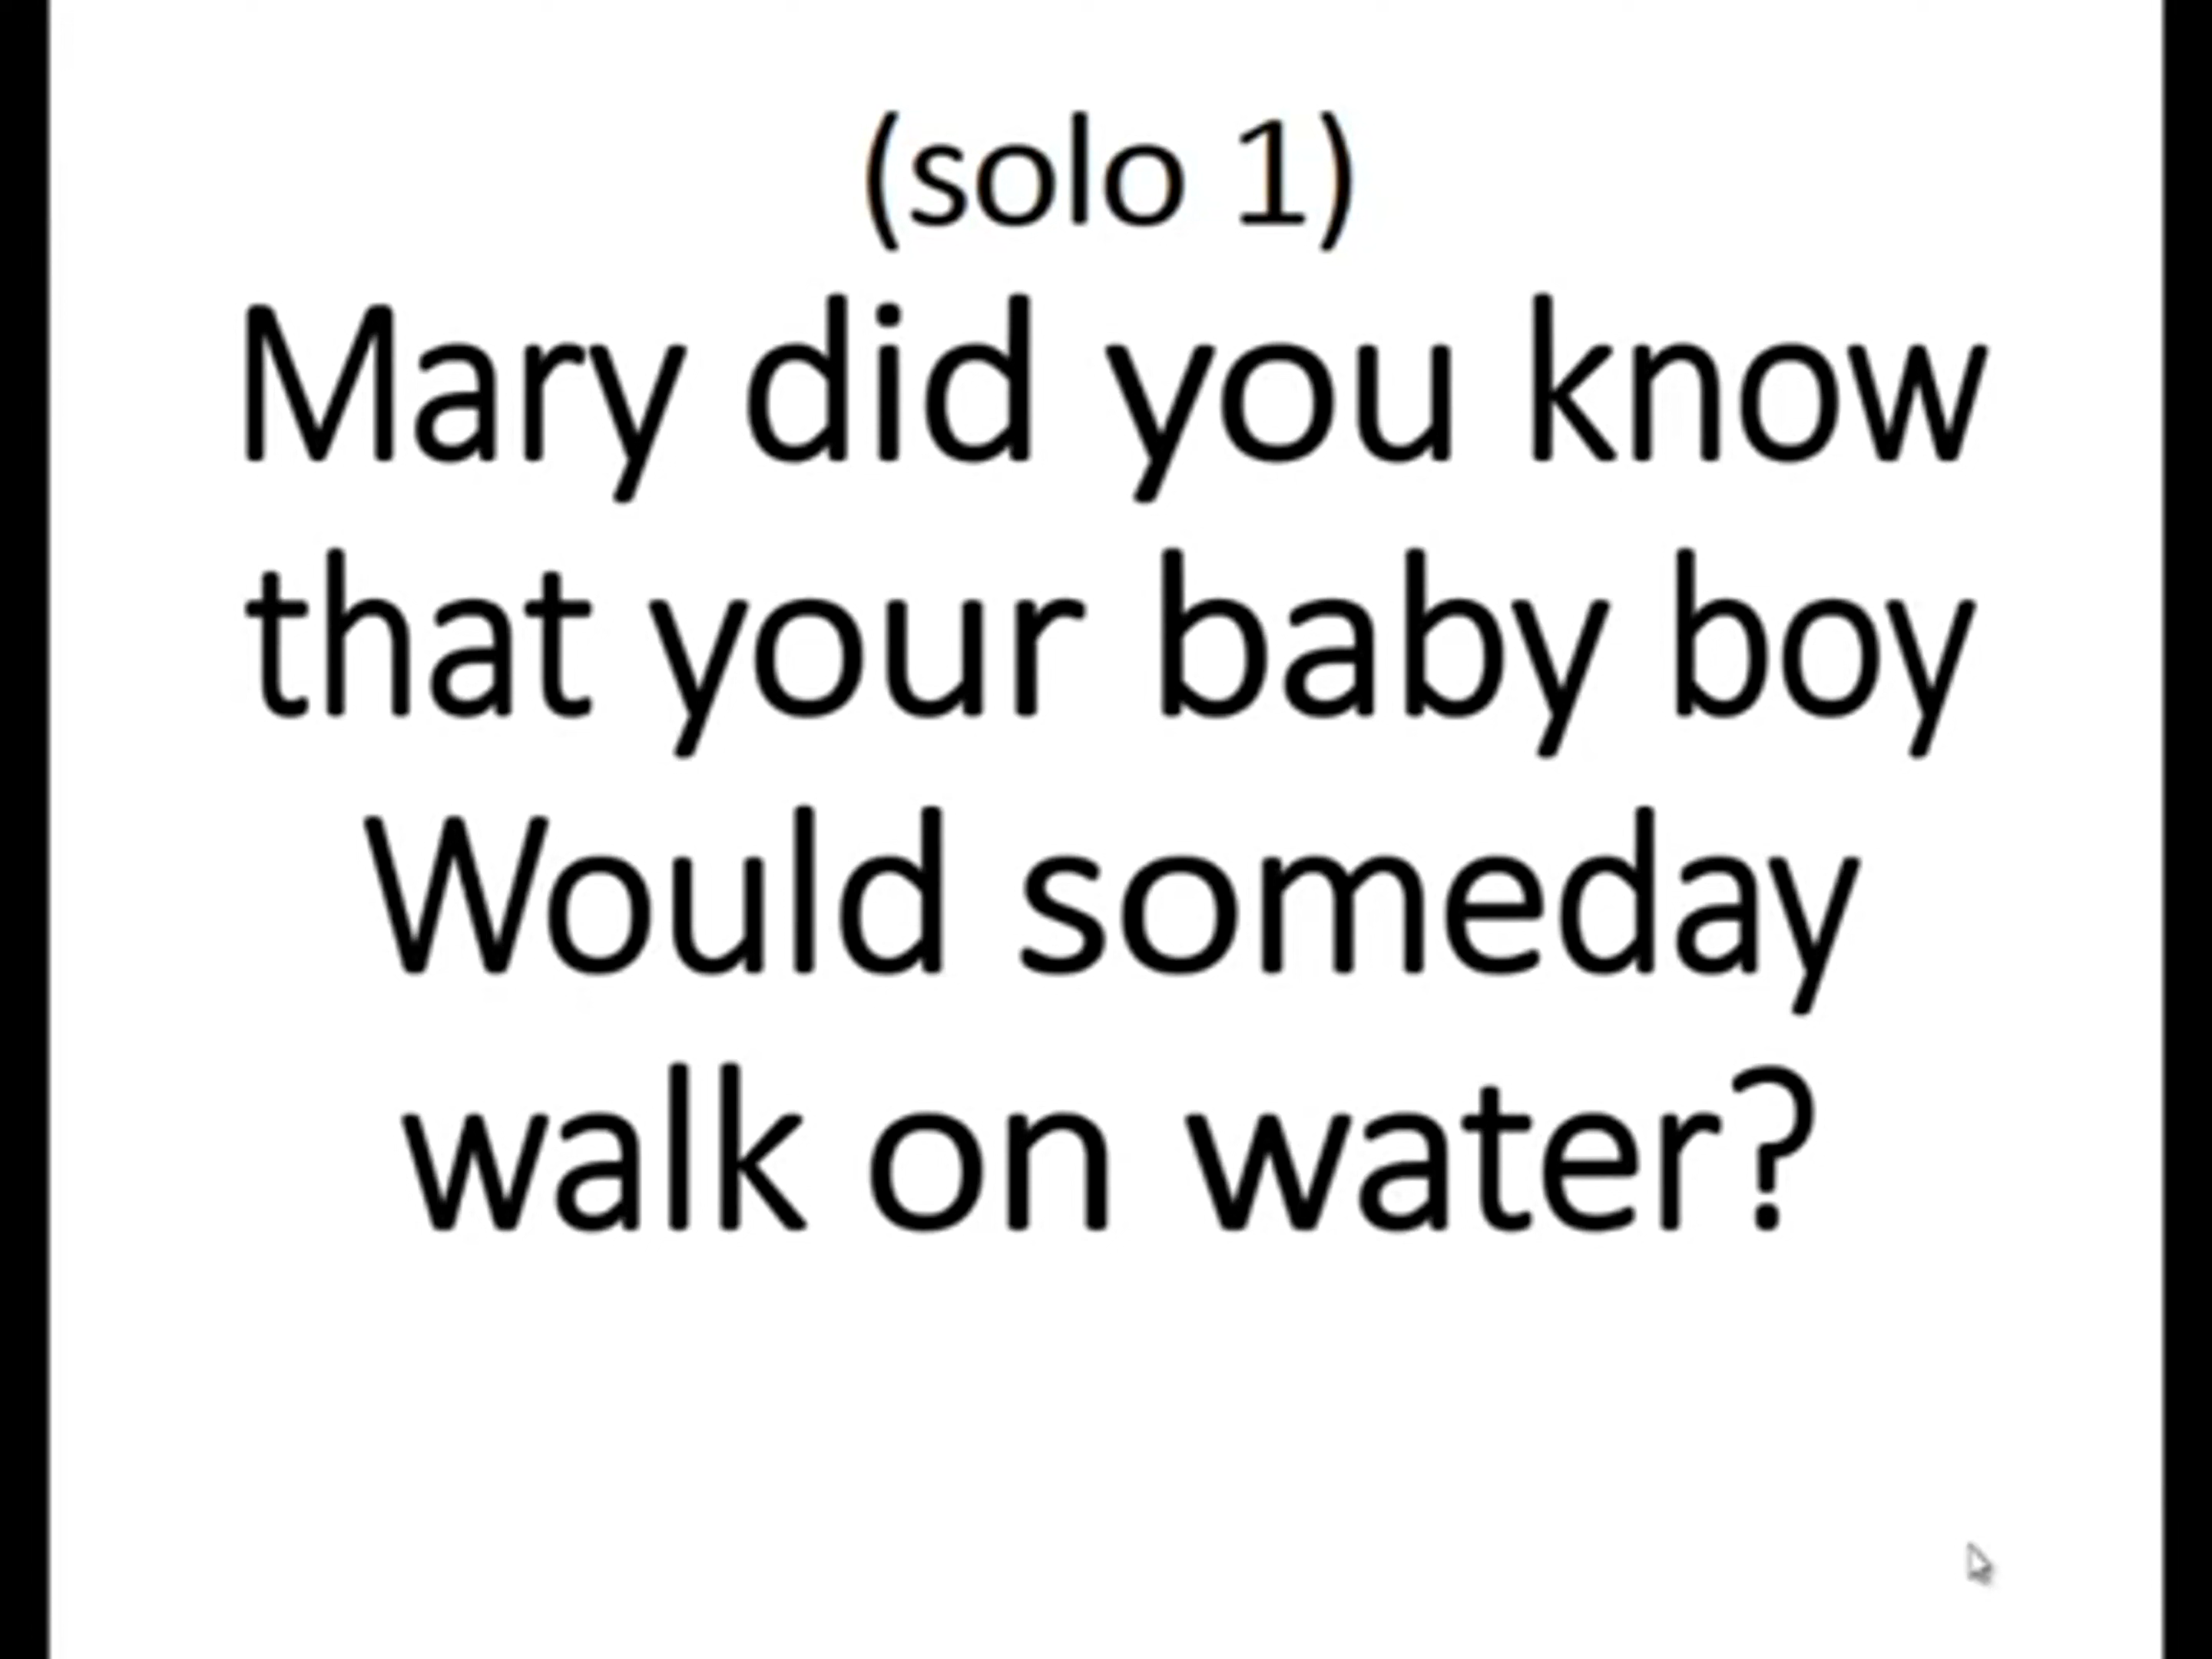 (solo 1)
Mary did you know
that your baby boy
Would someday
walk on water?